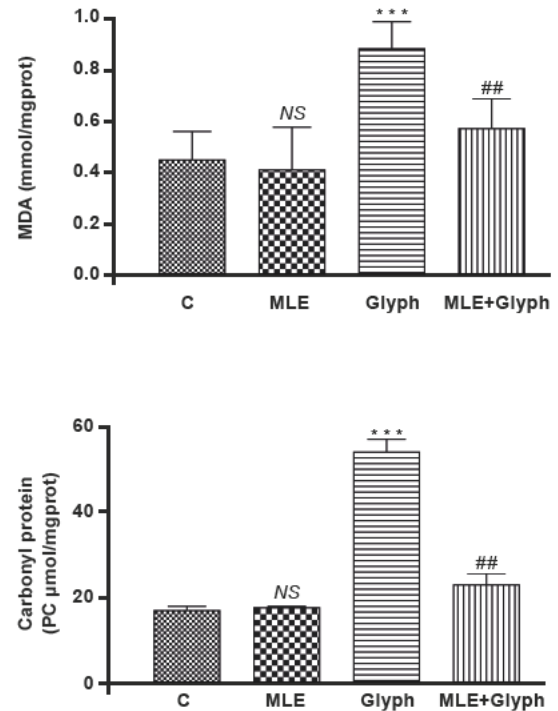 MDA (mmol/mgprot)
1.0
0.8
0.6
0.4
0.2
0.0
NS
***
##
C
MLE
Glyph
MLE+Glyph
Carbonyl protein
(PC µmol/mgprot)
60
40
20
0
NS
***
##
C
MLE
Glyph
MLE+Glyph